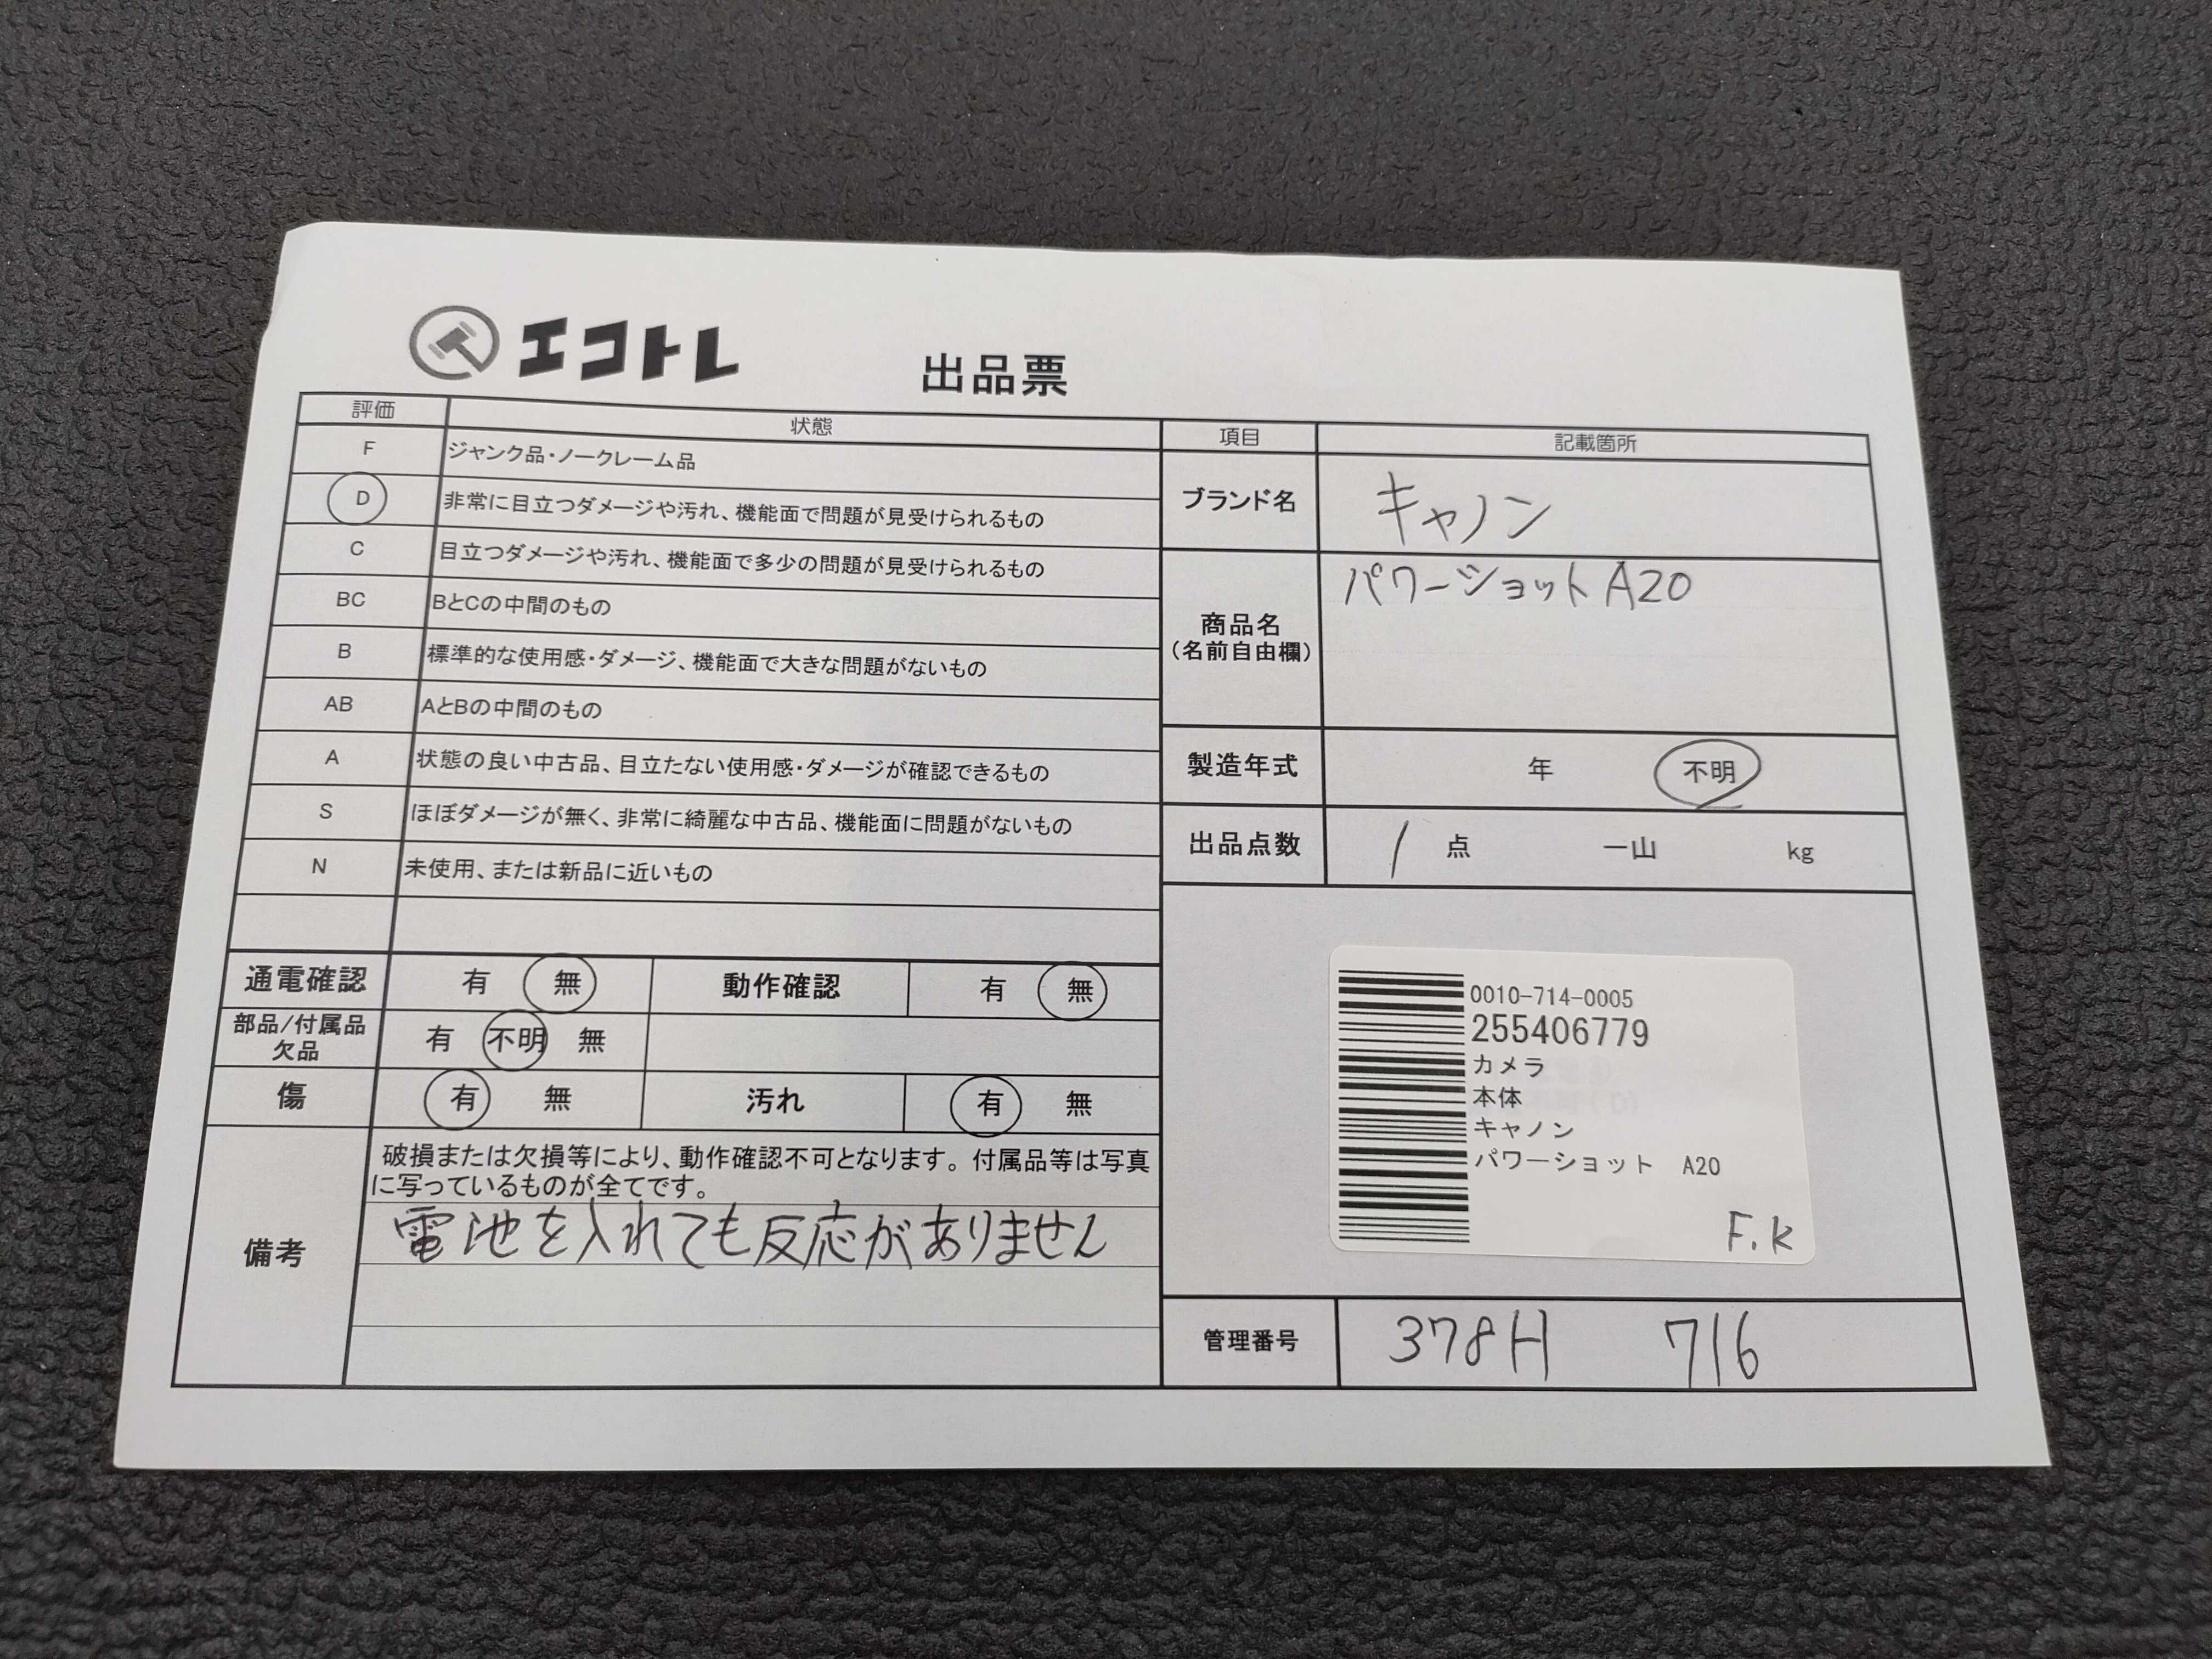 エコトレ
出品票
評価 状態
F ジャンク品・ノークレーム品
D 非常に目立つダメージや汚れ、機能面で問題が見受けられるもの
C 目立つダメージや汚れ、機能面で多少の問題が見受けられるもの
BC BとCの中間のもの
B 標準的な使用感・ダメージ、機能面で大きな問題がないもの
AB AとBの中間のもの
A 状態の良い中古品、目立たない使用感・ダメージが確認できるもの
S ほぼダメージが無く、非常に綺麗な中古品、機能面に問題がないもの
N 未使用、または新品に近いもの
通電確認 有 無 動作確認 有 無
部品/付属品
欠品
有 不明 無
傷 有 無 汚れ 有 無
備考
破損または欠損等により、動作確認不可となります。付属品等は写真
に写っているものが全てです。
電池を入れても反応がありません
項目 記載箇所
ブランド名 キャノン
商品名
(名前自由欄)
パワーショットA20
製造年式 年 不明
出品点数 1 点 一山 kg
0010-714-0005
255406779
カメラ
本体
キャノン
パワーショット A20
F.K
管理番号 378H 716